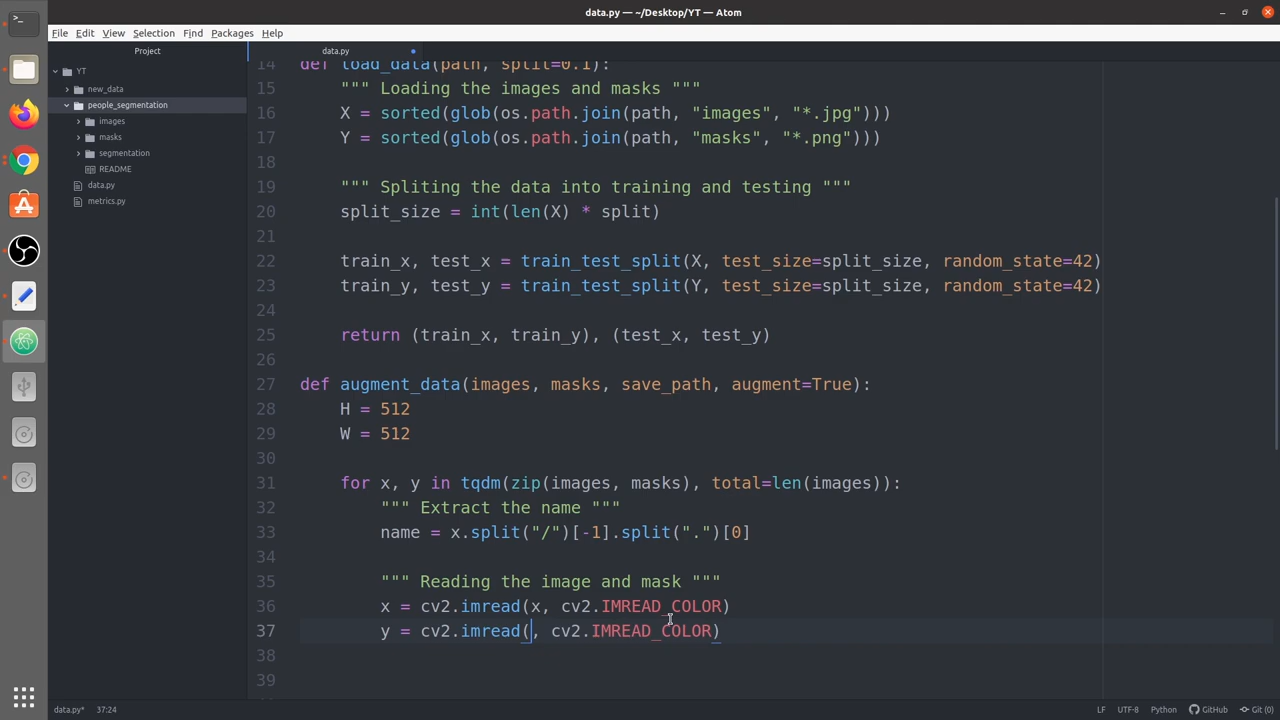 data.py — ~/Desktop/YT — Atom
File Edit View Selection Find Packages Help
Project
data.py
YT
new_data
people_segmentation
images
masks
segmentation
README
data.py
metrics.py
14 def load_data(path, split=0.1):
15 """ Loading the images and masks """
16 X = sorted(glob(os.path.join(path, "images", "*.jpg")))
17 Y = sorted(glob(os.path.join(path, "masks", "*.png")))
18
19 """ Spliting the data into training and testing """
20 split_size = int(len(X) * split)
21
22 train_x, test_x = train_test_split(X, test_size=split_size, random_state=42)
23 train_y, test_y = train_test_split(Y, test_size=split_size, random_state=42)
24
25 return (train_x, train_y), (test_x, test_y)
26
27 def augment_data(images, masks, save_path, augment=True):
28 H = 512
29 W = 512
30
31 for x, y in tqdm(zip(images, masks), total=len(images)):
32 """ Extract the name """
33 name = x.split("/")[-1].split(".")[0]
34
35 """ Reading the image and mask """
36 x = cv2.imread(x, cv2.IMREAD_COLOR)
37 y = cv2.imread(, cv2.IMREAD_COLOR)
38
39
data.py* 37:24 LF UTF-8 Python GitHub Git (0)